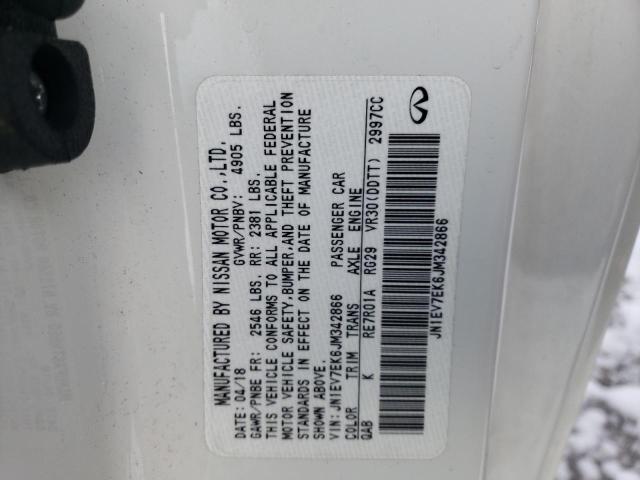 MANUFACTURED BY NISSAN MOTOR CO.,LTD.
DATE: 04/18 GVWR/PNBV: 4905 LBS.
GAWR/PNBE FR: 2546 LBS. RR: 2381 LBS.
THIS VEHICLE CONFORMS TO ALL APPLICABLE FEDERAL
MOTOR VEHICLE SAFETY,BUMPER,AND THEFT PREVENTION
STANDARDS IN EFFECT ON THE DATE OF MANUFACTURE
SHOWN ABOVE.
VIN: JN1EV7EK6JM342866 PASSENGER CAR
COLOR TRIM TRANS AXLE ENGINE
QAB K RE7R01A RG29 VR30(DDTT) 2997CC
JN1EV7EK6JM342866